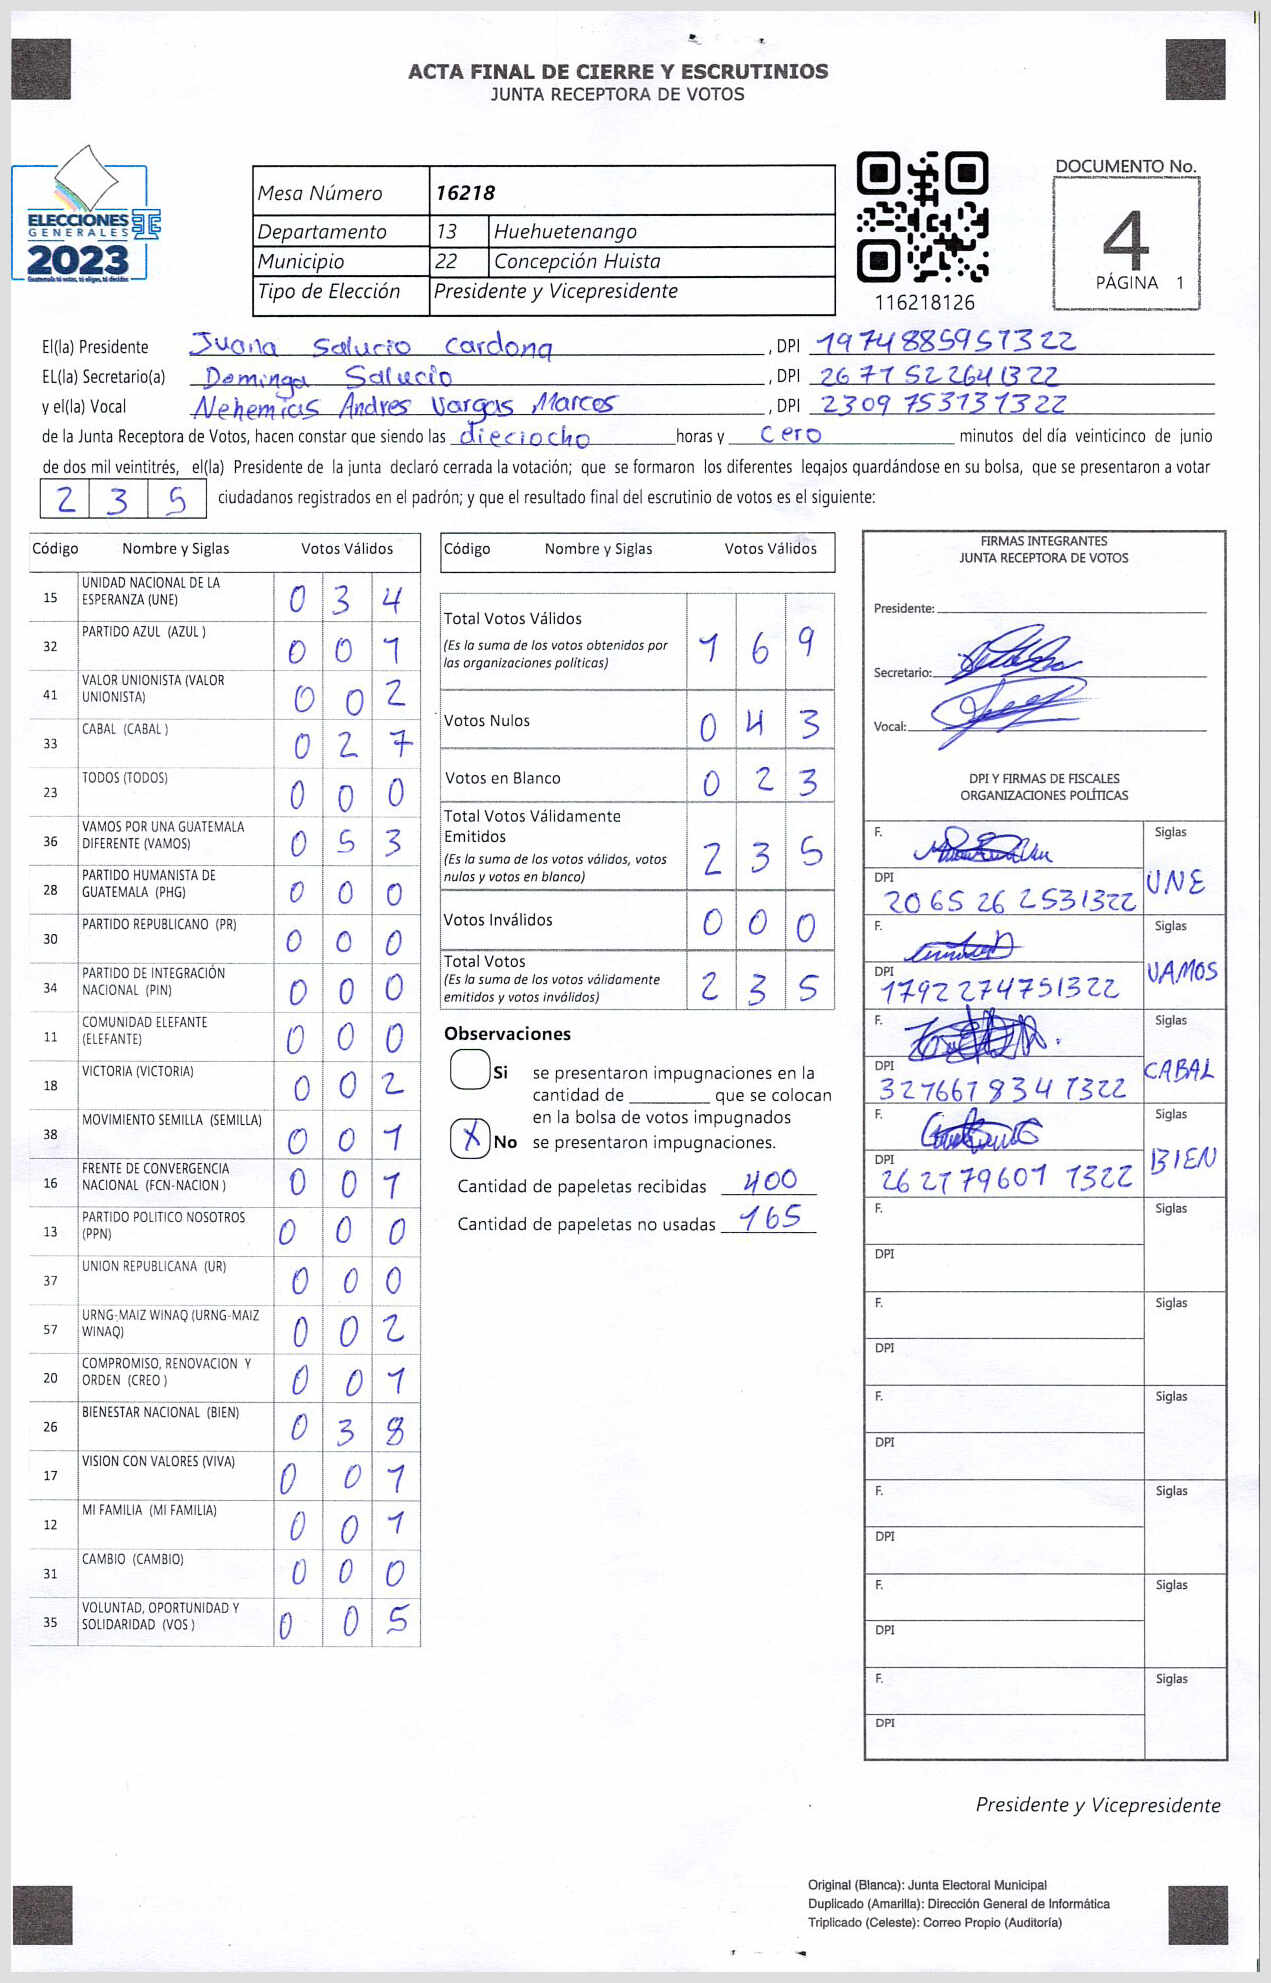 ACTA FINAL DE CIERRE Y ESCRUTINIOS
JUNTA RECEPTORA DE VOTOS
ELECCIONES
GENERALES
2023
Guatemala tú votas, tú eliges, tú decides
Mesa Número 16218
Departamento 13 Huehuetenango
Municipio 22 Concepción Huista
Tipo de Elección Presidente y Vicepresidente
116218126
DOCUMENTO No.
4
PÁGINA 1
El(la) Presidente Juana Salucio Cardona, DPI 1974885951322
EL(la) Secretario(a) Dominga Salucio, DPI 2677522641322
y el(la) Vocal Nehemias Andres Vargas Marcos, DPI 2309753131322
de la Junta Receptora de Votos, hacen constar que siendo las dieciocho horas y cero minutos del día veinticinco de junio
de dos mil veintitrés, el(la) Presidente de la junta declaró cerrada la votación; que se formaron los diferentes legajos guardándose en su bolsa, que se presentaron a votar
235 ciudadanos registrados en el padrón; y que el resultado final del escrutinio de votos es el siguiente:
Código Nombre y Siglas Votos Válidos
15 UNIDAD NACIONAL DE LA ESPERANZA (UNE) 0 3 4
32 PARTIDO AZUL (AZUL ) 0 0 1
41 VALOR UNIONISTA (VALOR UNIONISTA) 0 0 2
33 CABAL (CABAL ) 0 2 7
23 TODOS (TODOS) 0 0 0
36 VAMOS POR UNA GUATEMALA DIFERENTE (VAMOS) 0 5 3
28 PARTIDO HUMANISTA DE GUATEMALA (PHG) 0 0 0
30 PARTIDO REPUBLICANO (PR) 0 0 0
34 PARTIDO DE INTEGRACIÓN NACIONAL (PIN) 0 0 0
11 COMUNIDAD ELEFANTE (ELEFANTE) 0 0 0
18 VICTORIA (VICTORIA) 0 0 2
38 MOVIMIENTO SEMILLA (SEMILLA) 0 0 1
16 FRENTE DE CONVERGENCIA NACIONAL (FCN-NACION ) 0 0 1
13 PARTIDO POLITICO NOSOTROS (PPN) 0 0 0
37 UNION REPUBLICANA (UR) 0 0 0
57 URNG-MAIZ WINAQ (URNG-MAIZ WINAQ) 0 0 2
20 COMPROMISO, RENOVACION Y ORDEN (CREO ) 0 0 1
26 BIENESTAR NACIONAL (BIEN) 0 3 8
17 VISION CON VALORES (VIVA) 0 0 1
12 MI FAMILIA (MI FAMILIA) 0 0 1
31 CAMBIO (CAMBIO) 0 0 0
35 VOLUNTAD, OPORTUNIDAD Y SOLIDARIDAD (VOS ) 0 0 5
Código Nombre y Siglas Votos Válidos
Total Votos Válidos 1 6 9
(Es la suma de los votos obtenidos por
las organizaciones políticas)
Votos Nulos 0 4 3
Votos en Blanco 0 2 3
Total Votos Válidamente
Emitidos 2 3 5
(Es la suma de los votos válidos, votos
nulos y votos en blanco)
Votos Inválidos 0 0 0
Total Votos 2 3 5
(Es la suma de los votos válidamente
emitidos y votos inválidos)
Observaciones
Si se presentaron impugnaciones en la
cantidad de ________ que se colocan
en la bolsa de votos impugnados
X No se presentaron impugnaciones.
Cantidad de papeletas recibidas 400
Cantidad de papeletas no usadas 165
FIRMAS INTEGRANTES
JUNTA RECEPTORA DE VOTOS
Presidente:
Secretario:
Vocal:
DPI Y FIRMAS DE FISCALES
ORGANIZACIONES POLÍTICAS
F. Siglas
DPI UNE
2065 26 2531322
F. Siglas
DPI VAMOS
1792 274751322
F. Siglas
DPI CABAL
327667834 1322
F. Siglas
DPI BIEN
262179601 1322
F. Siglas
DPI
F. Siglas
DPI
F. Siglas
DPI
F. Siglas
DPI
F. Siglas
DPI
F. Siglas
DPI
Presidente y Vicepresidente
Original (Blanca): Junta Electoral Municipal
Duplicado (Amarilla): Dirección General de Informática
Triplicado (Celeste): Correo Propio (Auditoría)